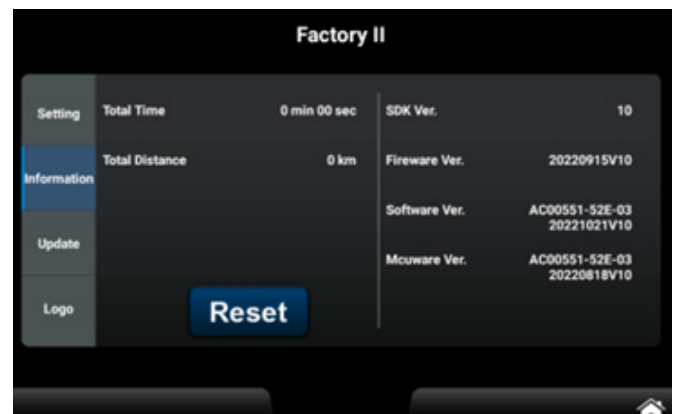 Factory II
Setting
Information
Update
Logo
Total Time 0 min 00 sec
Total Distance 0 km
Reset
SDK Ver. 10
Fireware Ver. 20220915V10
Software Ver. AC00551-52E-03
20221021V10
Mcuware Ver. AC00551-52E-03
20220818V10